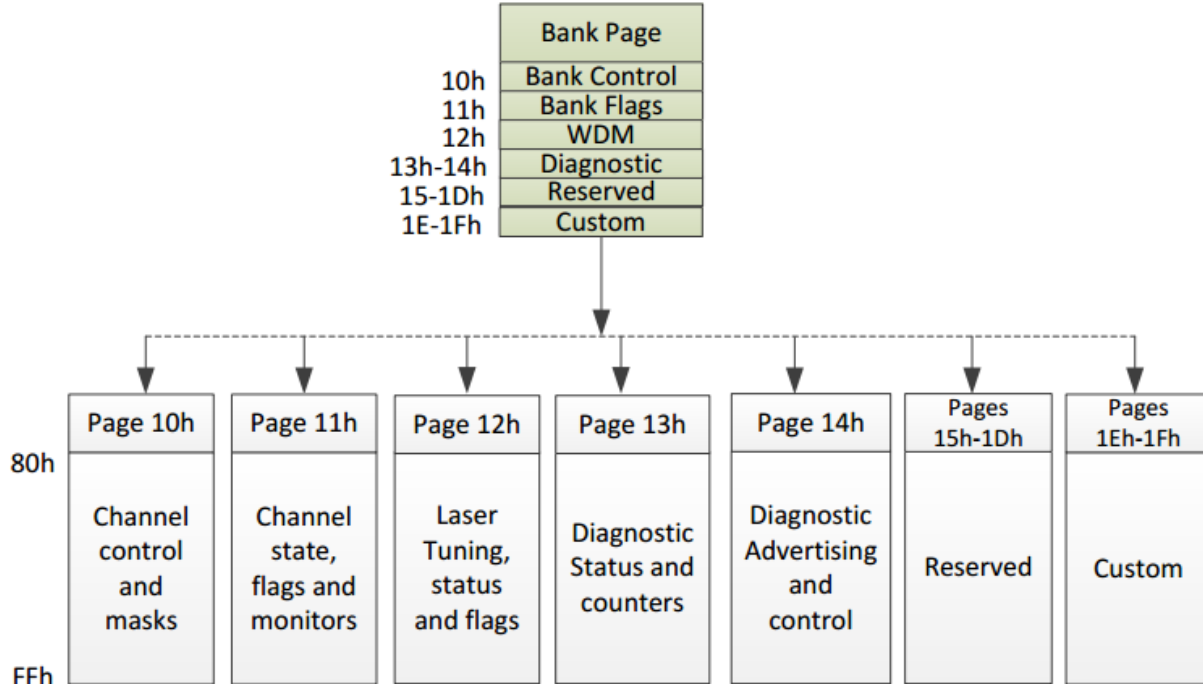 Bank Page
10h Bank Control
11h Bank Flags
12h WDM
13h-14h Diagnostic
15-1Dh Reserved
1E-1Fh Custom
Page 10h
Page 11h
Page 12h
Page 13h
Page 14h
Pages
15h-1Dh
Pages
1Eh-1Fh
80h
Channel
control
and
masks
Channel
state,
flags and
monitors
Laser
Tuning,
status
and flags
Diagnostic
Status and
counters
Diagnostic
Advertising
and
control
Reserved
Custom
FFh